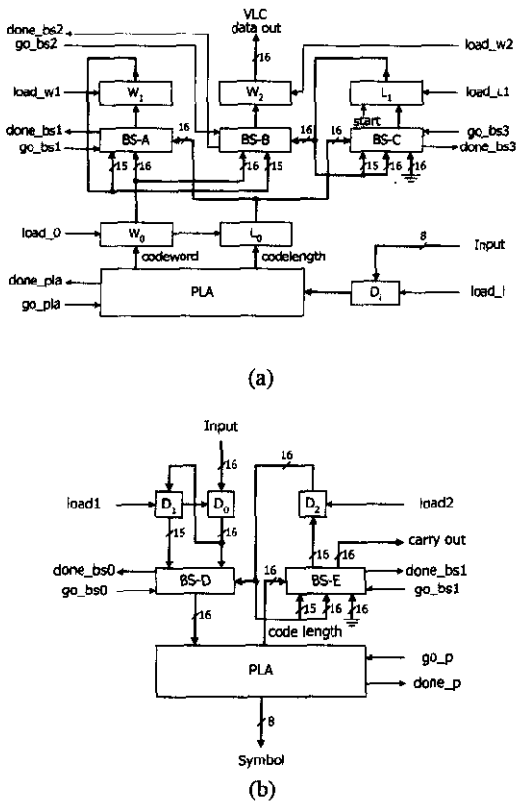 done_bs2
go_bs2
VLC
data out
16
load_w2
load_w1
W1
W2
L1
load_L1
start
done_bs1
go_bs1
BS-A
16
BS-B
16
16
BS-C
go_bs3
done_bs3
15
16
16
15
15
16
16
load_0
W0
L0
codeword
codelength
8
Input
done_pla
go_pla
PLA
Di
load_I
(a)
Input
16
16
load1
D1
D0
D2
load2
15
16
16
16
carry out
done_bs0
go_bs0
BS-D
16
BS-E
done_bs1
go_bs1
16
15
16
16
code length
PLA
go_p
done_p
8
Symbol
(b)